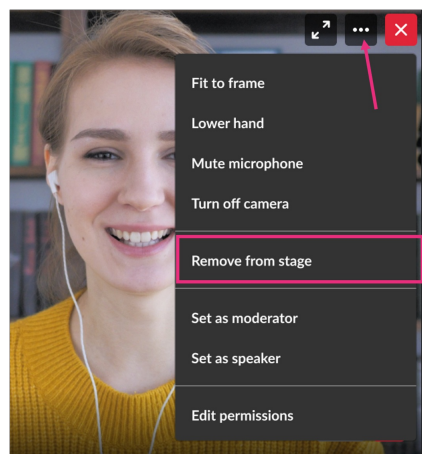 Fit to frame
Lower hand
Mute microphone
Turn off camera
Remove from stage
Set as moderator
Set as speaker
Edit permissions